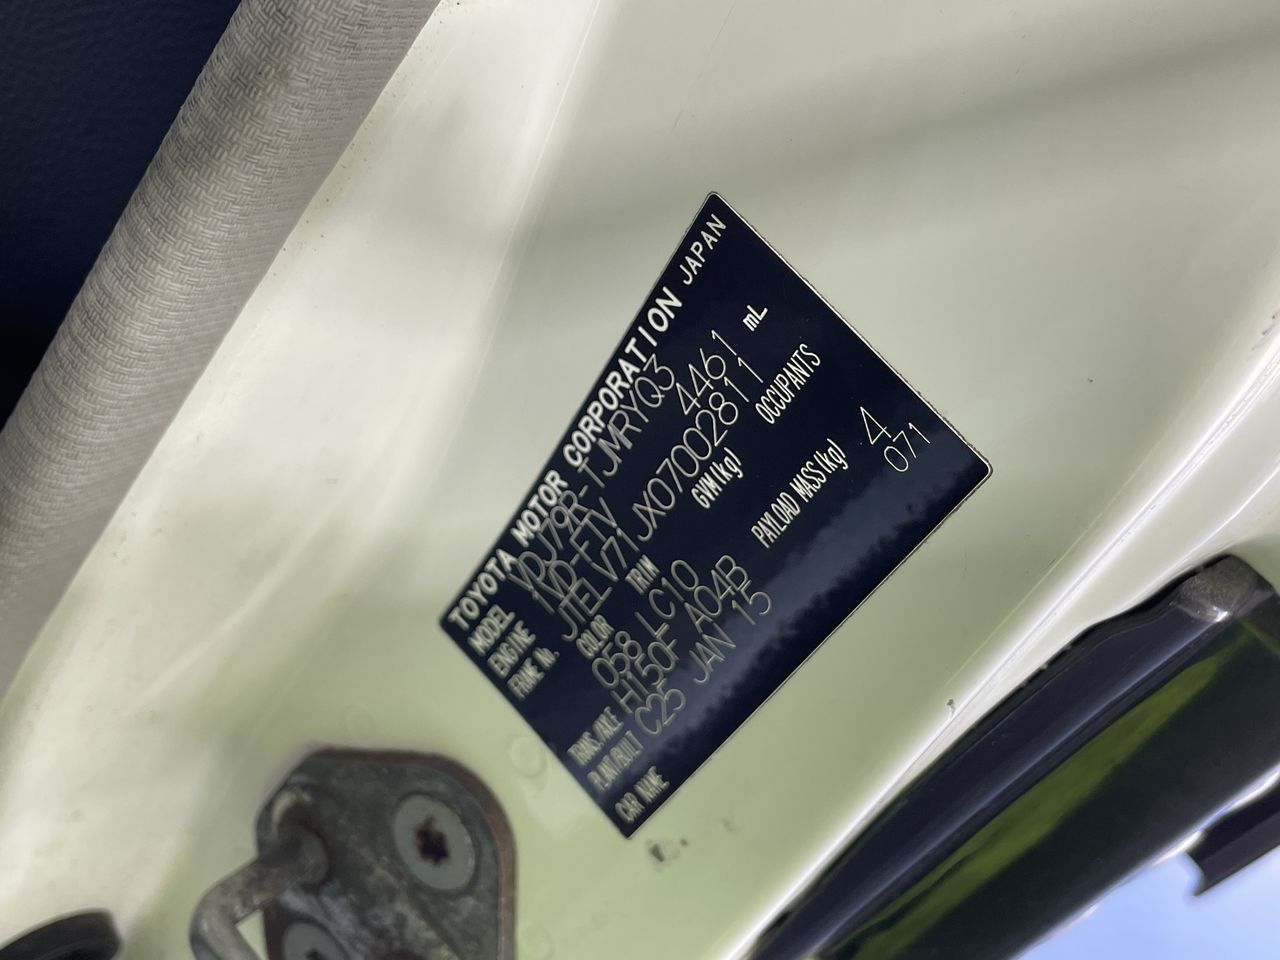 TOYOTA MOTOR CORPORATION JAPAN
MODEL VDJ79R-TJMRYQ3
ENGINE 1VD-FTV 4461 mL
FRAME No. JTELV71JX07002811
COLOR TRIM GVM(kg) OCCUPANTS
058 LC10
TRANS/AXLE H150F A04B PAYLOAD MASS(kg) 4
PLANT/BUILT C25 JAN 15 071
CAR NAME